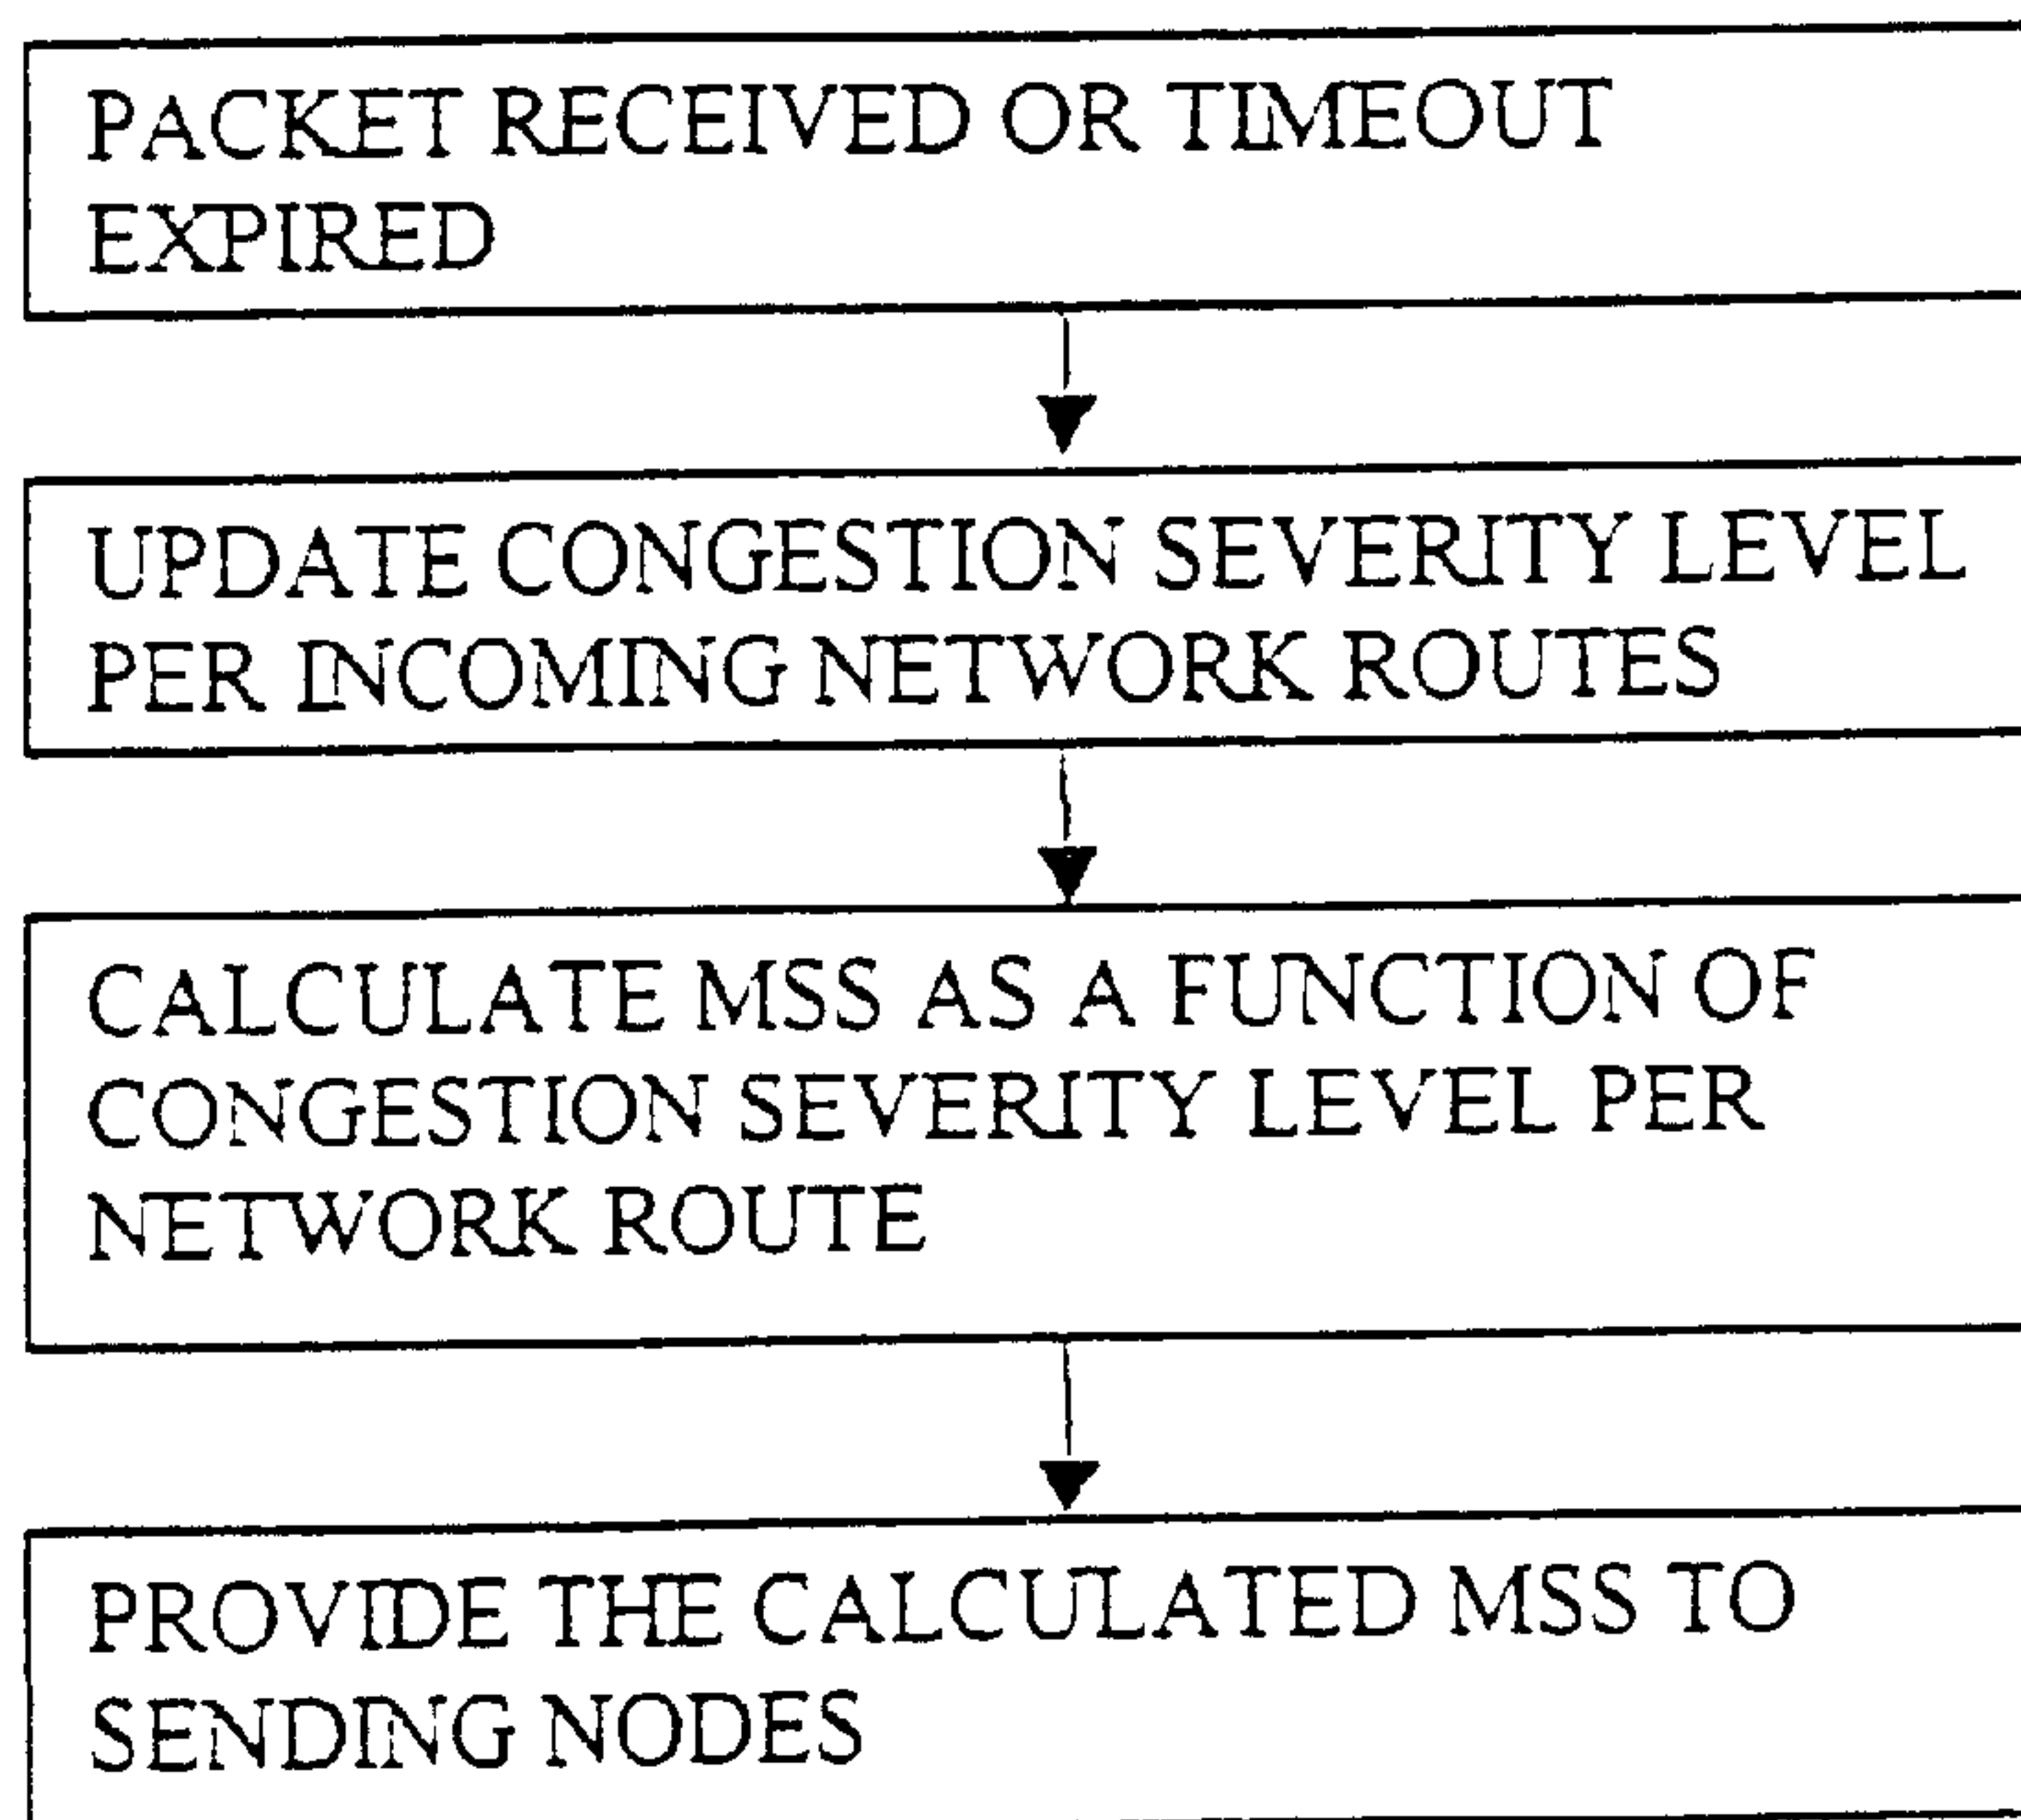 PACKET RECEIVED OR TIMEOUT
EXPIRED
UPDATE CONGESTION SEVERITY LEVEL
PER INCOMING NETWORK ROUTES
CALCULATE MSS AS A FUNCTION OF
CONGESTION SEVERITY LEVEL PER
NETWORK ROUTE
PROVIDE THE CALCULATED MSS TO
SENDING NODES